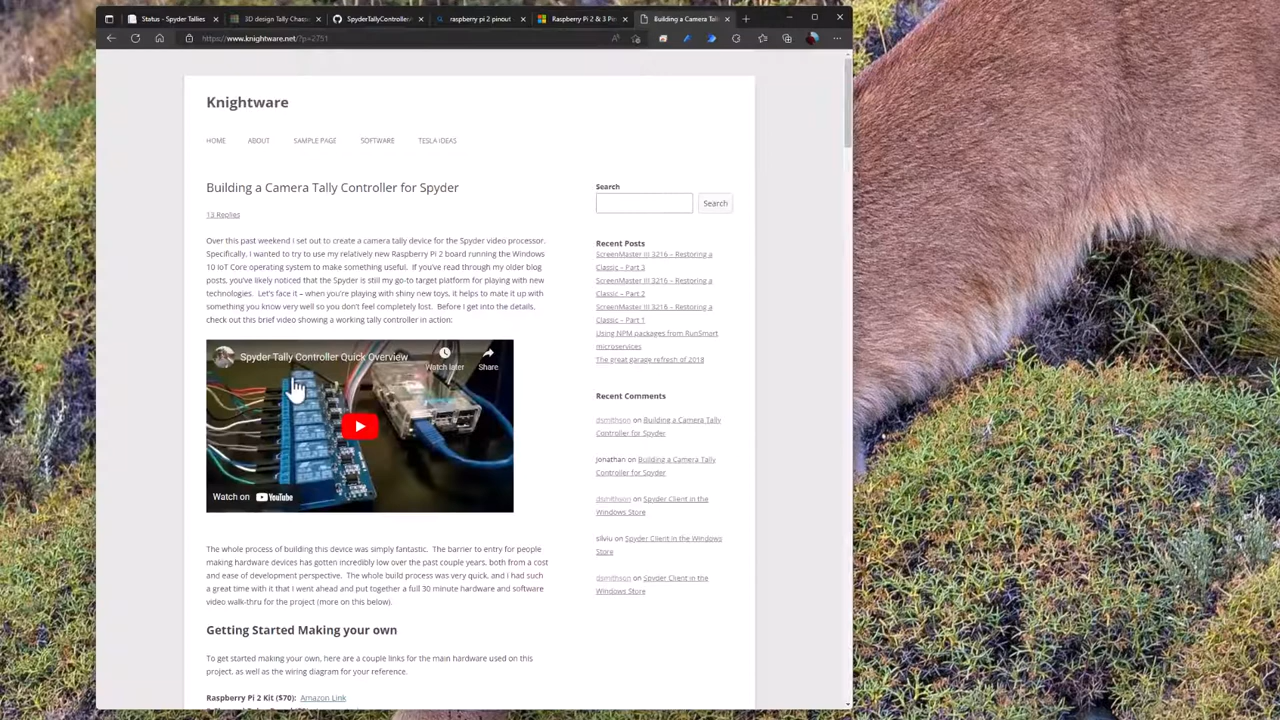 Status - Spyder Tallies
3D design Tally Chass
SpyderTallyController/
raspberry pi 2 pinout
Raspberry Pi 2 & 3 Pin
Building a Camera Tall
https://www.knightware.net/?p=2751
Knightware
HOME
ABOUT
SAMPLE PAGE
SOFTWARE
TESLA IDEAS
Building a Camera Tally Controller for Spyder
13 Replies
Over this past weekend I set out to create a camera tally device for the Spyder video processor.
Specifically, I wanted to try to use my relatively new Raspberry Pi 2 board running the Windows
10 IoT Core operating system to make something useful.  If you've read through my older blog
posts, you've likely noticed that the Spyder is still my go-to target platform for playing with new
technologies.  Let's face it – when you're playing with shiny new toys, it helps to mate it up with
something you know very well so you don't feel completely lost.  Before I get into the details,
check out this brief video showing a working tally controller in action:
Spyder Tally Controller Quick Overview
Watch later
Share
Watch on YouTube
The whole process of building this device was simply fantastic.  The barrier to entry for people
making hardware devices has gotten incredibly low over the past couple years, both from a cost
and ease of development perspective.  The whole build process was very quick, and i had such
a great time with it that I went ahead and put together a full 30 minute hardware and software
video walk-thru for the project (more on this below).
Getting Started Making your own
To get started making your own, here are a couple links for the main hardware used on this
project, as well as the wiring diagram for your reference.
Raspberry Pi 2 Kit ($70):  Amazon Link
Search
Search
Recent Posts
ScreenMaster III 3216 – Restoring a
Classic – Part 3
ScreenMaster III 3216 – Restoring a
Classic – Part 2
ScreenMaster III 3216 – Restoring a
Classic – Part 1
Using NPM packages from RunSmart
microservices
The great garage refresh of 2018
Recent Comments
dsmithson on Building a Camera Tally
Controller for Spyder
Jonathan on Building a Camera Tally
Controller for Spyder
dsmithson on Spyder Client in the
Windows Store
silviu on Spyder Client in the Windows
Store
dsmithson on Spyder Client in the
Windows Store